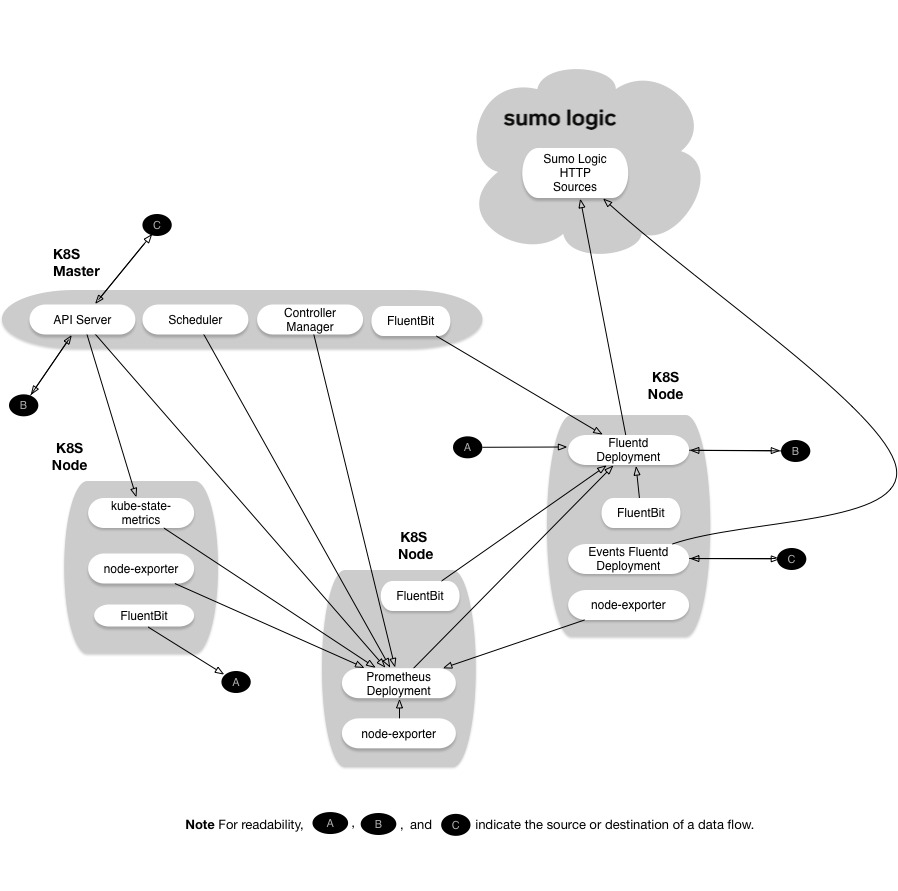 sumo logic
Sumo Logic
HTTP
Sources
C
K8S
Master
API Server
Scheduler
Controller
Manager
FluentBit
B
K8S
Node
kube-state-
metrics
node-exporter
FluentBit
A
K8S
Node
FluentBit
Prometheus
Deployment
node-exporter
K8S
Node
A
Fluentd
Deployment
B
FluentBit
Events Fluentd
Deployment
C
node-exporter
Note For readability, A , B , and C indicate the source or destination of a data flow.